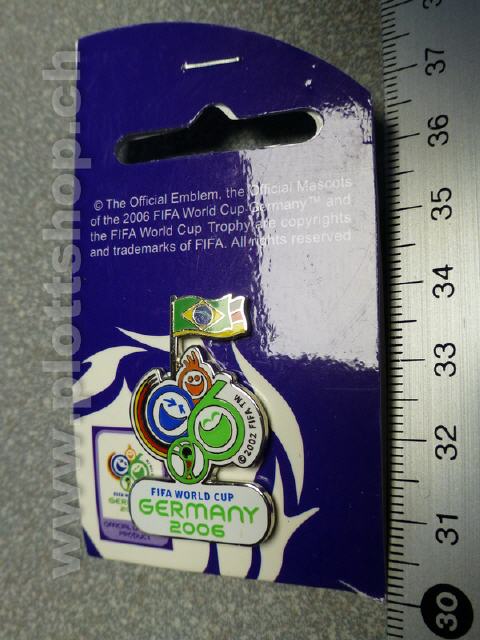 © The Official Emblem, the Official Mascots
of the 2006 FIFA World Cup Germany™ and
the FIFA World Cup Trophy are copyrights
and trademarks of FIFA. All rights reserved
© 2002 FIFA TM
FIFA WORLD CUP
GERMANY
2006
OFFICIAL
PRODUCT
www.plottshop.ch
37
36
35
34
33
32
31
30